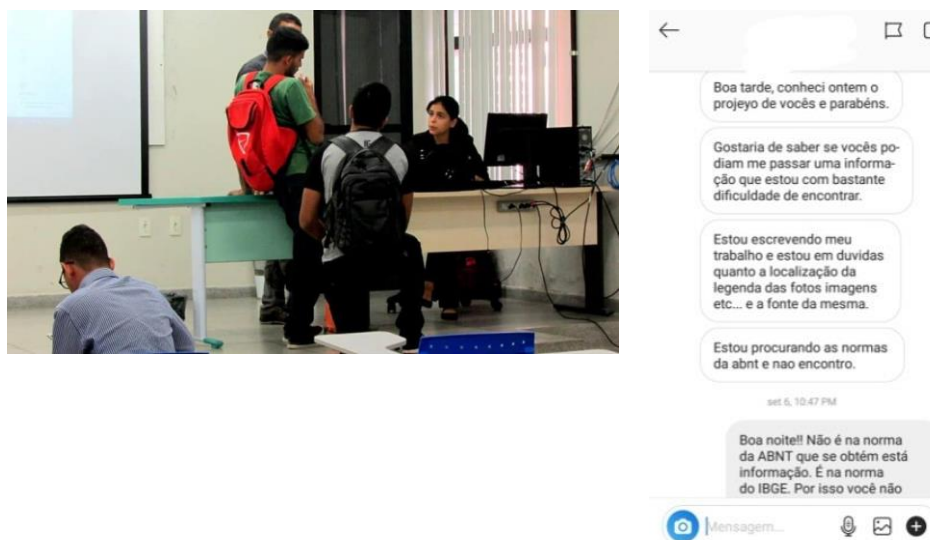 Boa tarde, conheci ontem o
projeyo de vocês e parabéns.
Gostaria de saber se vocês po-
diam me passar uma informa-
ção que estou com bastante
dificuldade de encontrar.
Estou escrevendo meu
trabalho e estou em duvidas
quanto a localização da
legenda das fotos imagens
etc... e a fonte da mesma.
Estou procurando as normas
da abnt e nao encontro.
set 6, 10:47 PM
Boa noite!! Não é na norma
da ABNT que se obtém está
informação. É na norma
do IBGE. Por isso você não
Mensagem...